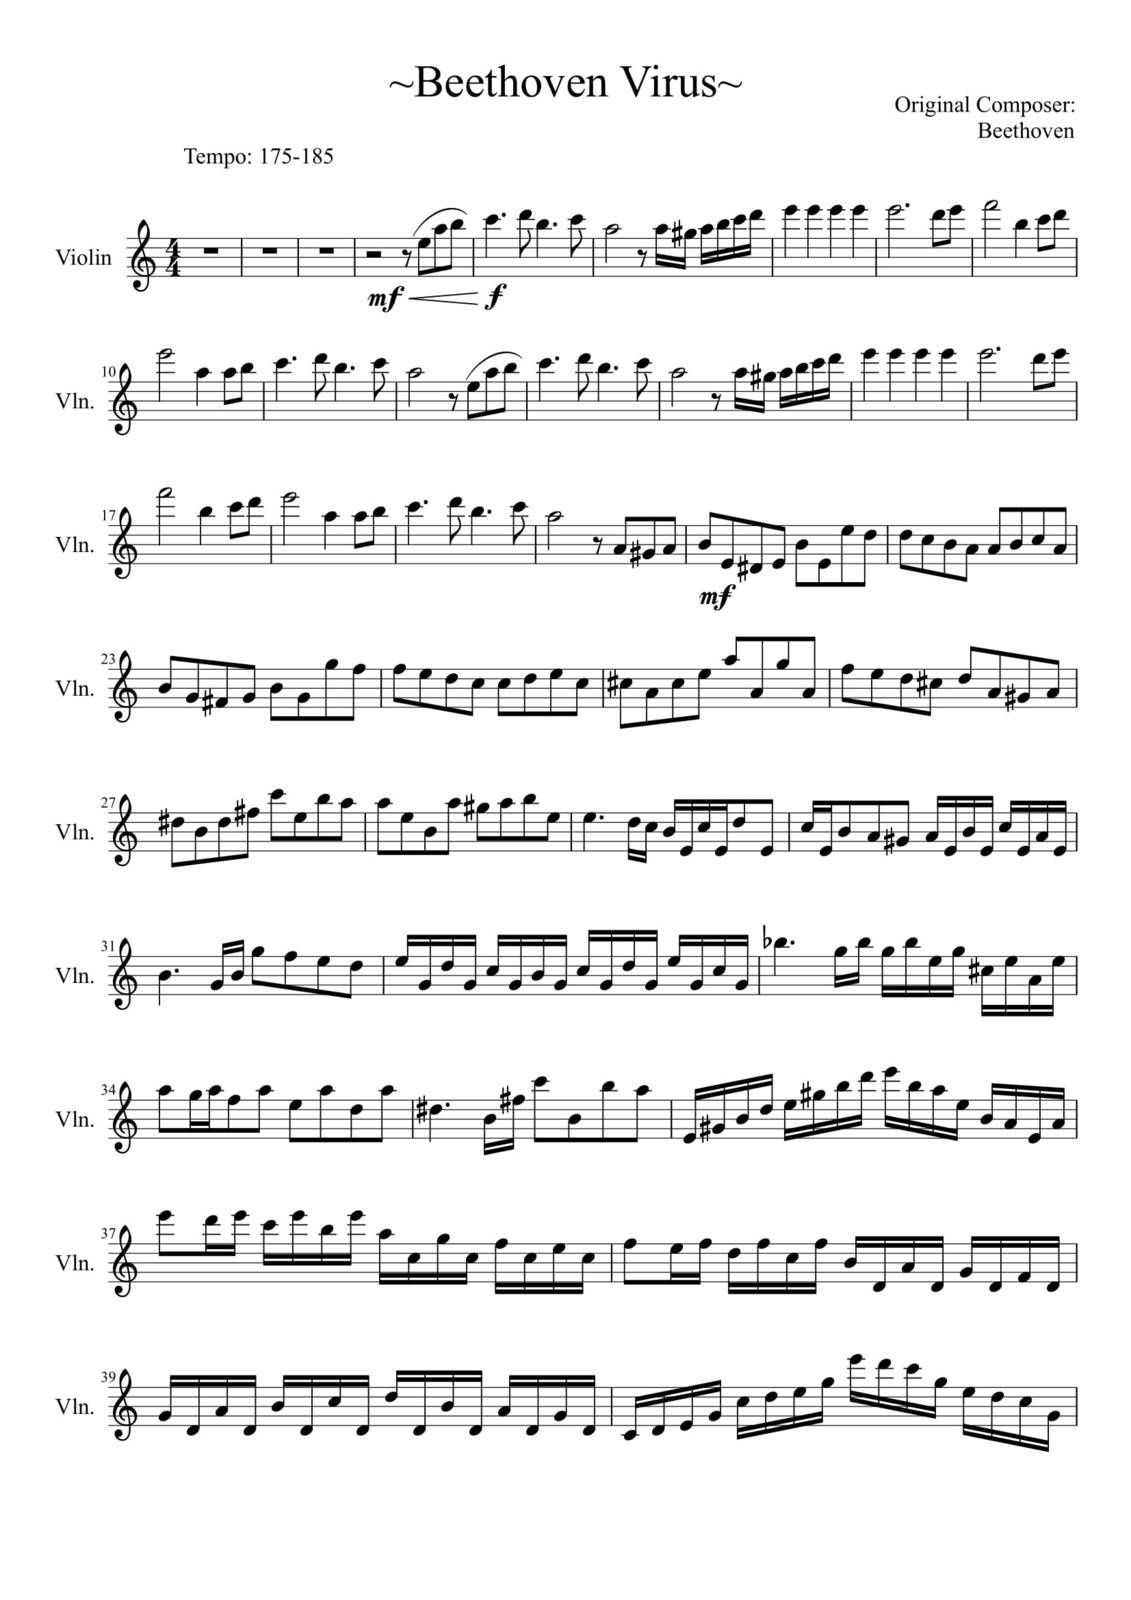 ~Beethoven Virus~
Original Composer:
Beethoven
Tempo: 175-185
Violin
4
4
mf
f
10
Vln.
17
Vln.
mf
23
Vln.
27
Vln.
31
Vln.
34
Vln.
37
Vln.
39
Vln.